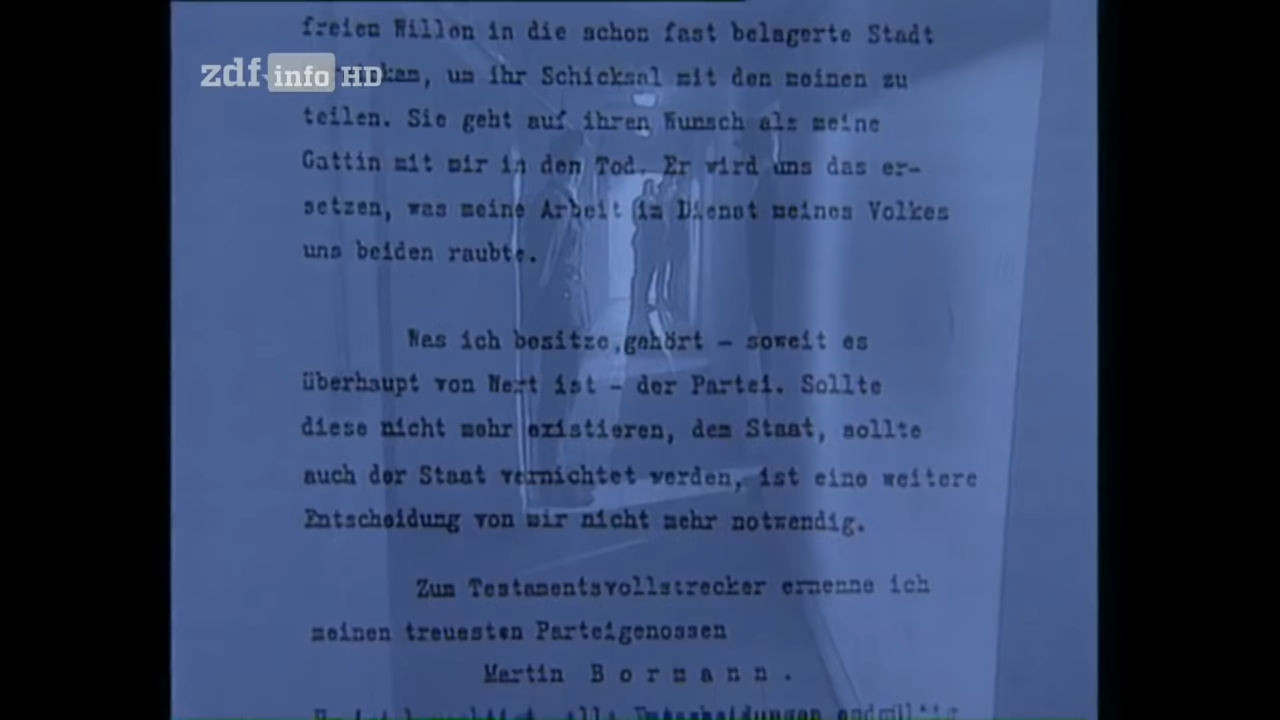 freien Willen in die schon fast belagerte Stadt
zdf info HD
kam, um ihr Schicksal mit den meinen zu
teilen. Sie geht auf ihren Wunsch als meine
Gattin mit mir in den Tod. Er wird uns das er-
setzen, was meine Arbeit im Dienst meines Volkes
uns beiden raubte.
Was ich besitze, gehört - soweit es
überhaupt von Wert ist - der Partei. Sollte
diese nicht mehr existieren, dem Staat, sollte
auch der Staat vernichtet werden, ist eine weitere
Entscheidung von mir nicht mehr notwendig.
Zum Testamentsvollstrecker ernenne ich
meinen treuesten Parteigenossen
Martin Bormann.